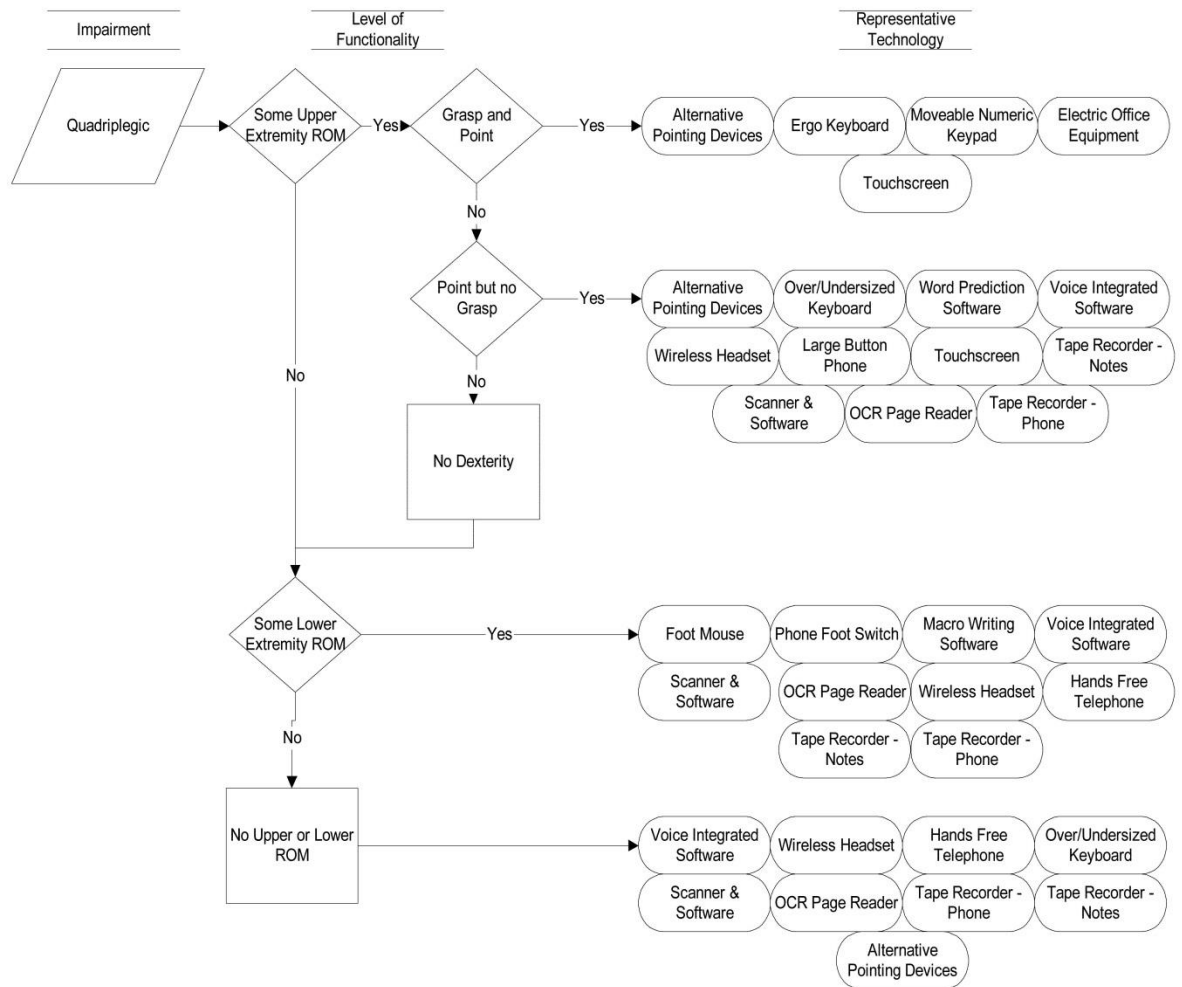 Impairment
Level of
Functionality
Representative
Technology
Quadriplegic
Some Upper
Extremity ROM
Yes
Grasp and
Point
Yes
Alternative
Pointing Devices
Ergo Keyboard
Moveable Numeric
Keypad
Electric Office
Equipment
Touchscreen
No
Point but no
Grasp
Yes
Alternative
Pointing Devices
Over/Undersized
Keyboard
Word Prediction
Software
Voice Integrated
Software
Wireless Headset
Large Button
Phone
Touchscreen
Tape Recorder -
Notes
Scanner &
Software
OCR Page Reader
Tape Recorder -
Phone
No
No
No Dexterity
Some Lower
Extremity ROM
Yes
Foot Mouse
Phone Foot Switch
Macro Writing
Software
Voice Integrated
Software
Scanner &
Software
OCR Page Reader
Wireless Headset
Hands Free
Telephone
Tape Recorder -
Notes
Tape Recorder -
Phone
No
No Upper or Lower
ROM
Voice Integrated
Software
Wireless Headset
Hands Free
Telephone
Over/Undersized
Keyboard
Scanner &
Software
OCR Page Reader
Tape Recorder -
Phone
Tape Recorder -
Notes
Alternative
Pointing Devices